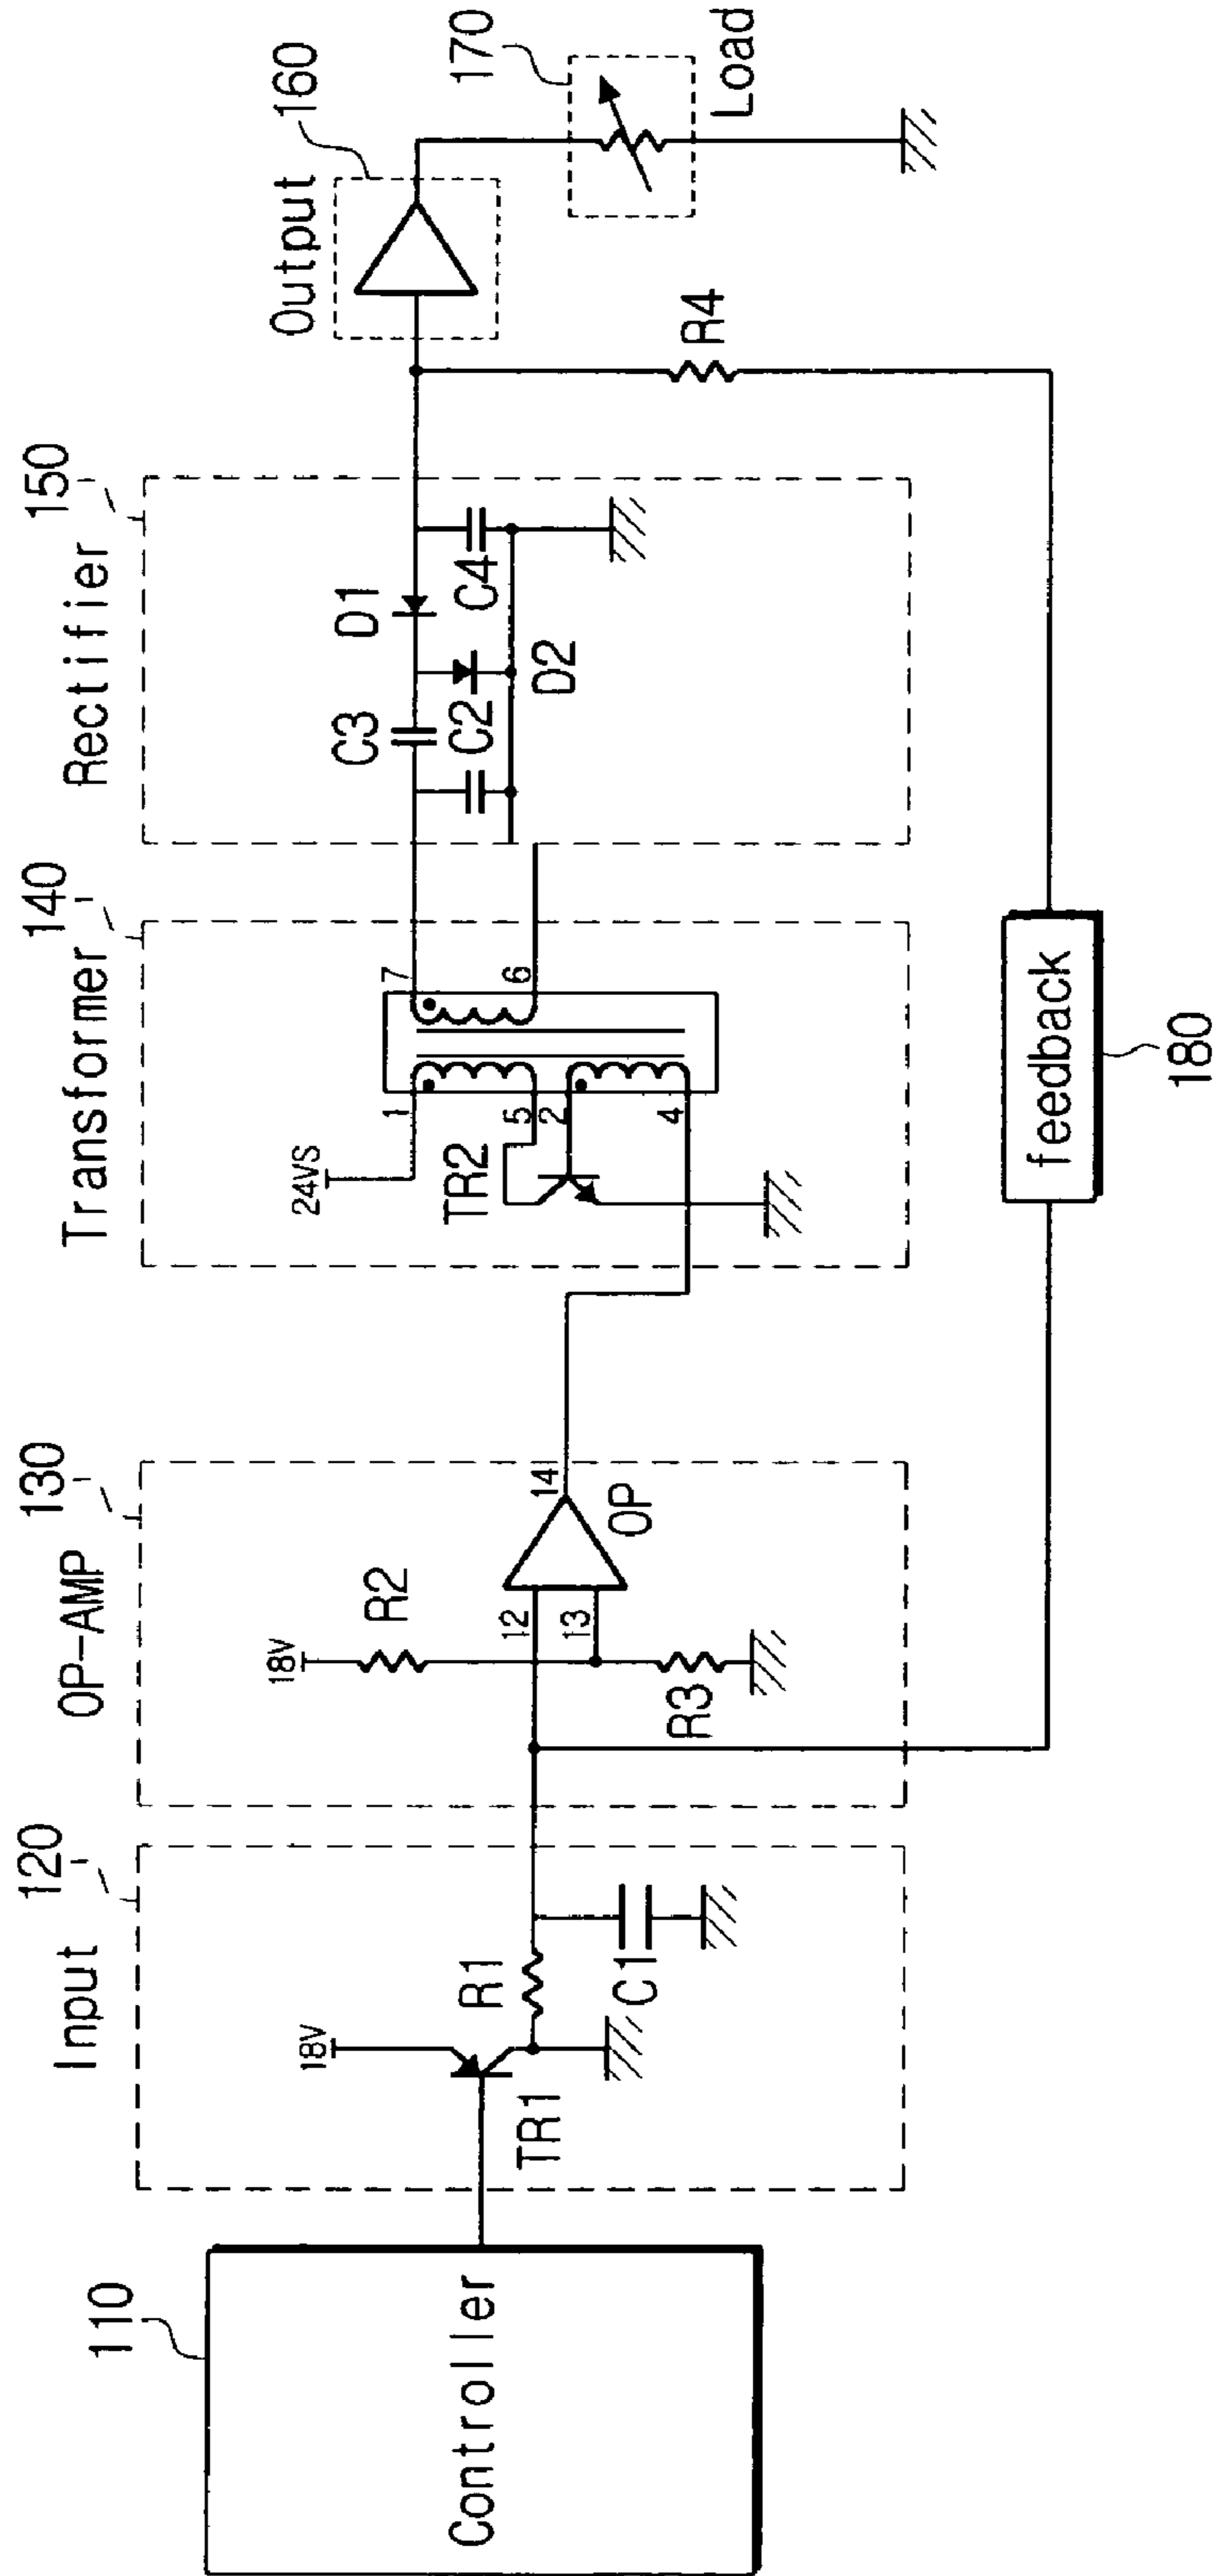 110
Controller
Input
120
18V
TR1
R1
C1
OP-AMP
130
18V
R2
12
13
14
OP
R3
Transformer
140
24VS
TR2
1
5
2
4
7
6
Rectifier
150
C3
C2
D1
D2
C4
Output
160
170
Load
R4
feedback
180